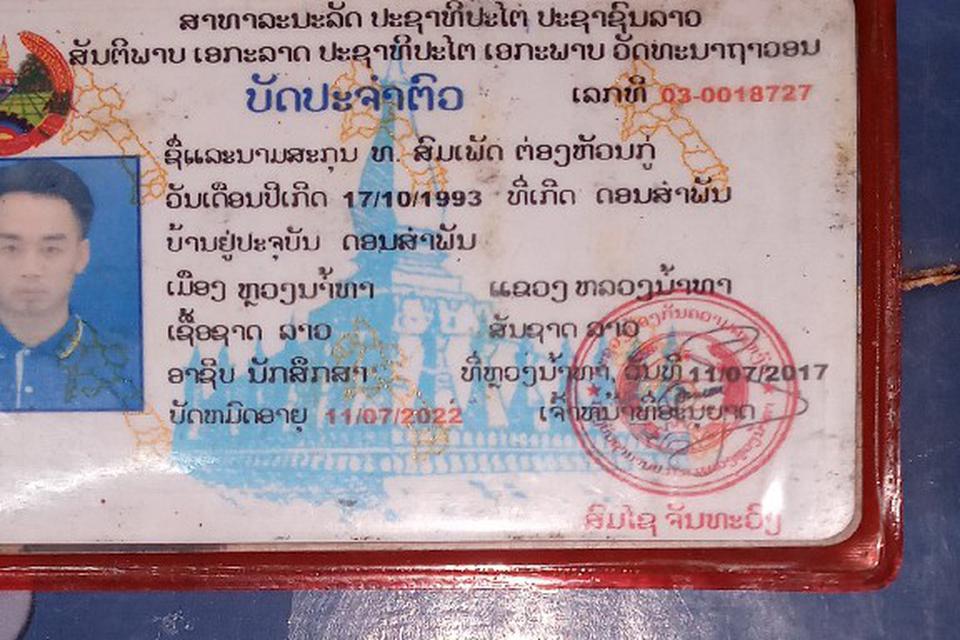 ສາທາລະນະລັດ ປະຊາທິປະໄຕ ປະຊາຊົນລາວ
ສັນຕິພາບ ເອກະລາດ ປະຊາທິປະໄຕ ເອກະພາບ ວັດທະນາຖາວອນ
ບັດປະຈຳຕົວ ເລກທີ 03-0018727
ຊື່ແລະນາມສະກຸນ ທ. ສົມເພັດ ຕ່ອງຫ້ວນກູ່
ວັນເດືອນປີເກີດ 17/10/1993 ທີ່ເກີດ ດອນສຳພັນ
ບ້ານຢູ່ປະຈຸບັນ ດອນສຳພັນ
ເມືອງ ຫຼວງນ້ຳທາ ແຂວງ ຫລວງນ້ຳທາ
ເຊື້ອຊາດ ລາວ ສັນຊາດ ລາວ
ອາຊີບ ນັກສຶກສາ ທີ່ຫຼວງນ້ຳທາ, ວັນທີ 11/07/2017
ບັດຫມົດອາຍຸ 11/07/2022 ເຈົ້າຫນ້າທີ່ອະນຸຍາດ
ສົມໄຊ ຈັນທະວົງ